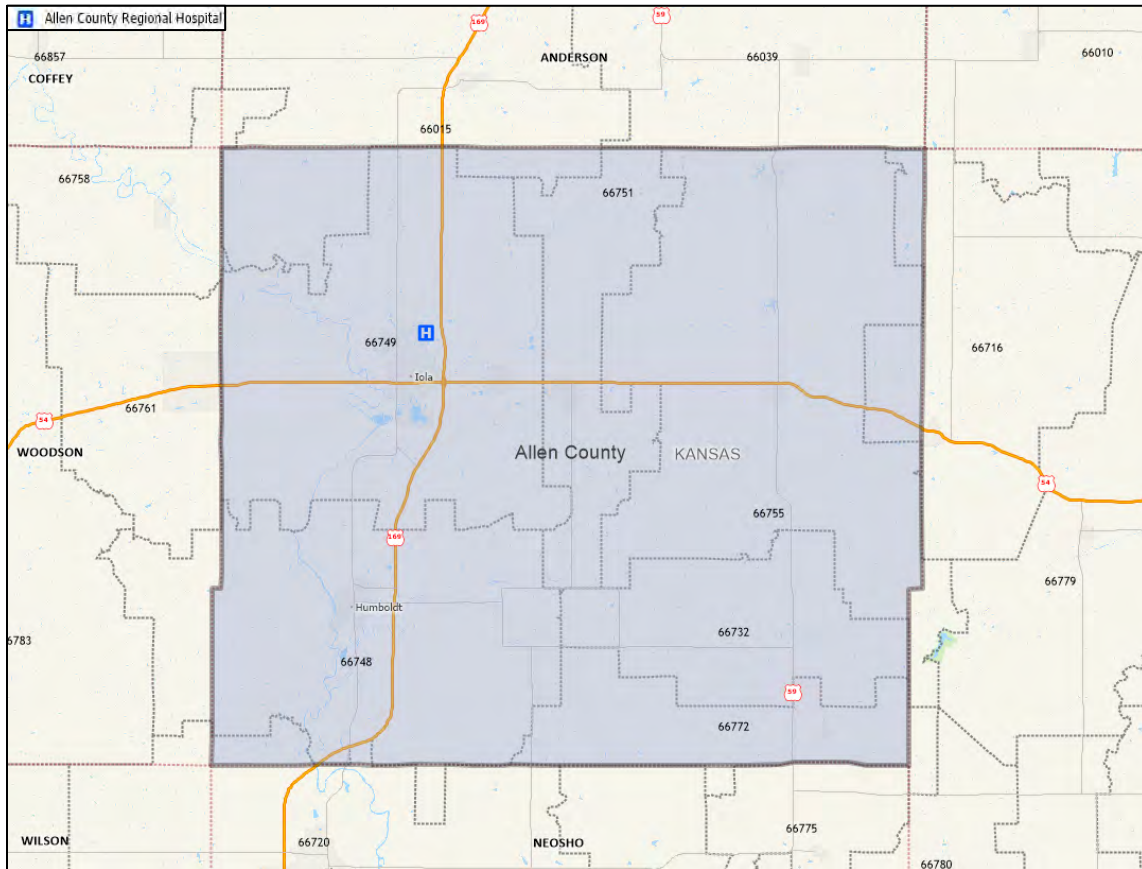 H Allen County Regional Hospital
169
59
66857
ANDERSON
66039
66010
COFFEY
66015
66758
66751
H
66749
66716
Iola
66761
54
WOODSON
Allen County
KANSAS
54
66755
169
66779
Humboldt
66732
6783
66748
59
66772
66775
WILSON
66720
NEOSHO
66780